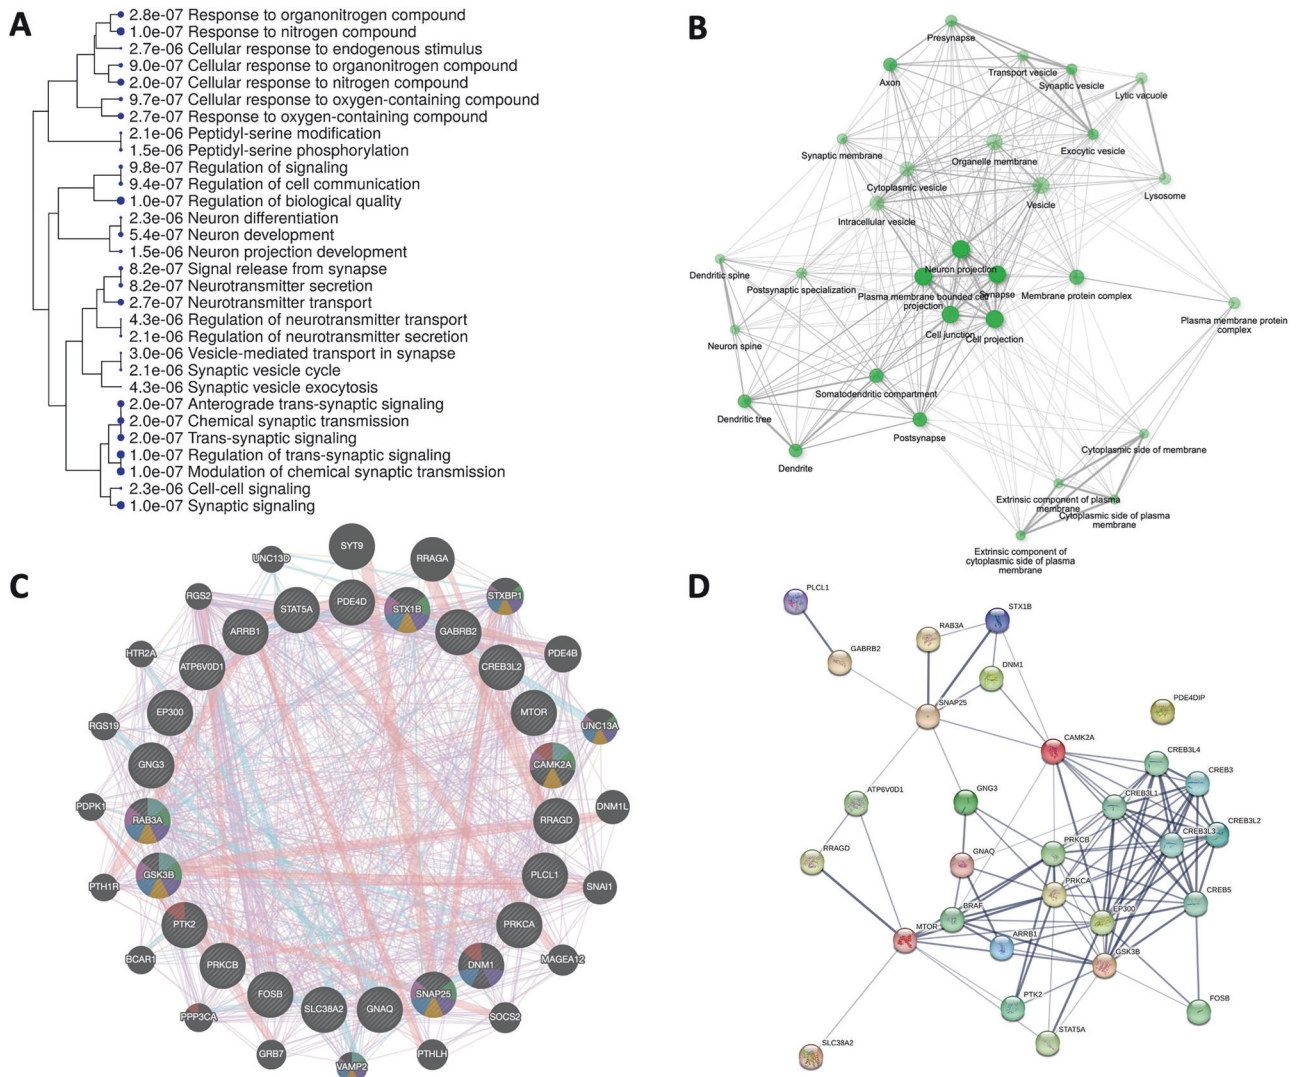 A
2.8e-07 Response to organonitrogen compound
1.0e-07 Response to nitrogen compound
2.7e-06 Cellular response to endogenous stimulus
9.0e-07 Cellular response to organonitrogen compound
2.0e-07 Cellular response to nitrogen compound
9.7e-07 Cellular response to oxygen-containing compound
2.7e-07 Response to oxygen-containing compound
2.1e-06 Peptidyl-serine modification
1.5e-06 Peptidyl-serine phosphorylation
9.8e-07 Regulation of signaling
9.4e-07 Regulation of cell communication
1.0e-07 Regulation of biological quality
2.3e-06 Neuron differentiation
5.4e-07 Neuron development
1.5e-06 Neuron projection development
8.2e-07 Signal release from synapse
8.2e-07 Neurotransmitter secretion
2.7e-07 Neurotransmitter transport
4.3e-06 Regulation of neurotransmitter transport
2.1e-06 Regulation of neurotransmitter secretion
3.0e-06 Vesicle-mediated transport in synapse
2.1e-06 Synaptic vesicle cycle
4.3e-06 Synaptic vesicle exocytosis
2.0e-07 Anterograde trans-synaptic signaling
2.0e-07 Chemical synaptic transmission
2.0e-07 Trans-synaptic signaling
1.0e-07 Regulation of trans-synaptic signaling
1.0e-07 Modulation of chemical synaptic transmission
2.3e-06 Cell-cell signaling
1.0e-07 Synaptic signaling
B
Presynapse
Transport vesicle
Axon
Synaptic vesicle
Lytic vacuole
Exocytic vesicle
Synaptic membrane
Organelle membrane
Cytoplasmic vesicle
Lysosome
Vesicle
Intracellular vesicle
Neuron projection
Dendritic spine
Postsynaptic specialization
Plasma membrane bounded cell
projection
Synapse
Membrane protein complex
Plasma membrane protein
complex
Cell junction
Cell projection
Neuron spine
Somatodendritic compartment
Dendritic tree
Postsynapse
Cytoplasmic side of membrane
Dendrite
Extrinsic component of plasma
membrane
Cytoplasmic side of plasma
membrane
Extrinsic component of
cytoplasmic side of plasma
membrane
C
SYT9
UNC13D
RRAGA
RGS2
STXBP1
PDE4D
STAT5A
STX1B
ARRB1
GABRB2
HTR2A
PDE4B
ATP6V0D1
CREB3L2
EP300
MTOR
RGS19
UNC13A
GNG3
CAMK2A
PDPK1
DNM1L
RAB3A
RRAGD
GSK3B
PLCL1
PTH1R
SNAI1
PTK2
PRKCA
BCAR1
PRKCB
DNM1
MAGEA12
FOSB
SNAP25
SLC38A2
GNAQ
PPP3CA
SOCS2
GRB7
PTHLH
VAMP2
D
PLCL1
STX1B
RAB3A
GABRB2
DNM1
PDE4DIP
SNAP25
CAMK2A
CREB3L4
CREB3
ATP6V0D1
GNG3
CREB3L1
CREB3L2
CREB3L3
PRKCB
RRAGD
GNAQ
PRKCA
CREB5
BRAF
EP300
MTOR
ARRB1
GSK3B
PTK2
FOSB
STAT5A
SLC38A2